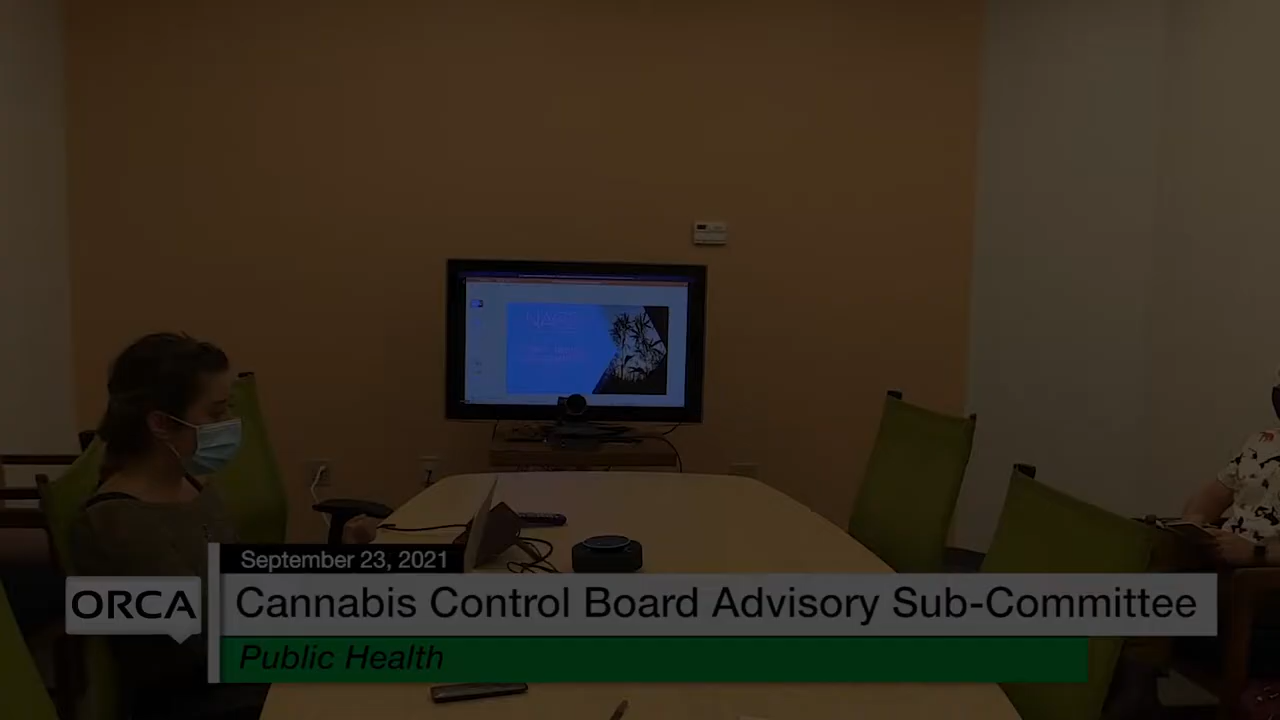 September 23, 2021
ORCA
Cannabis Control Board Advisory Sub-Committee
Public Health